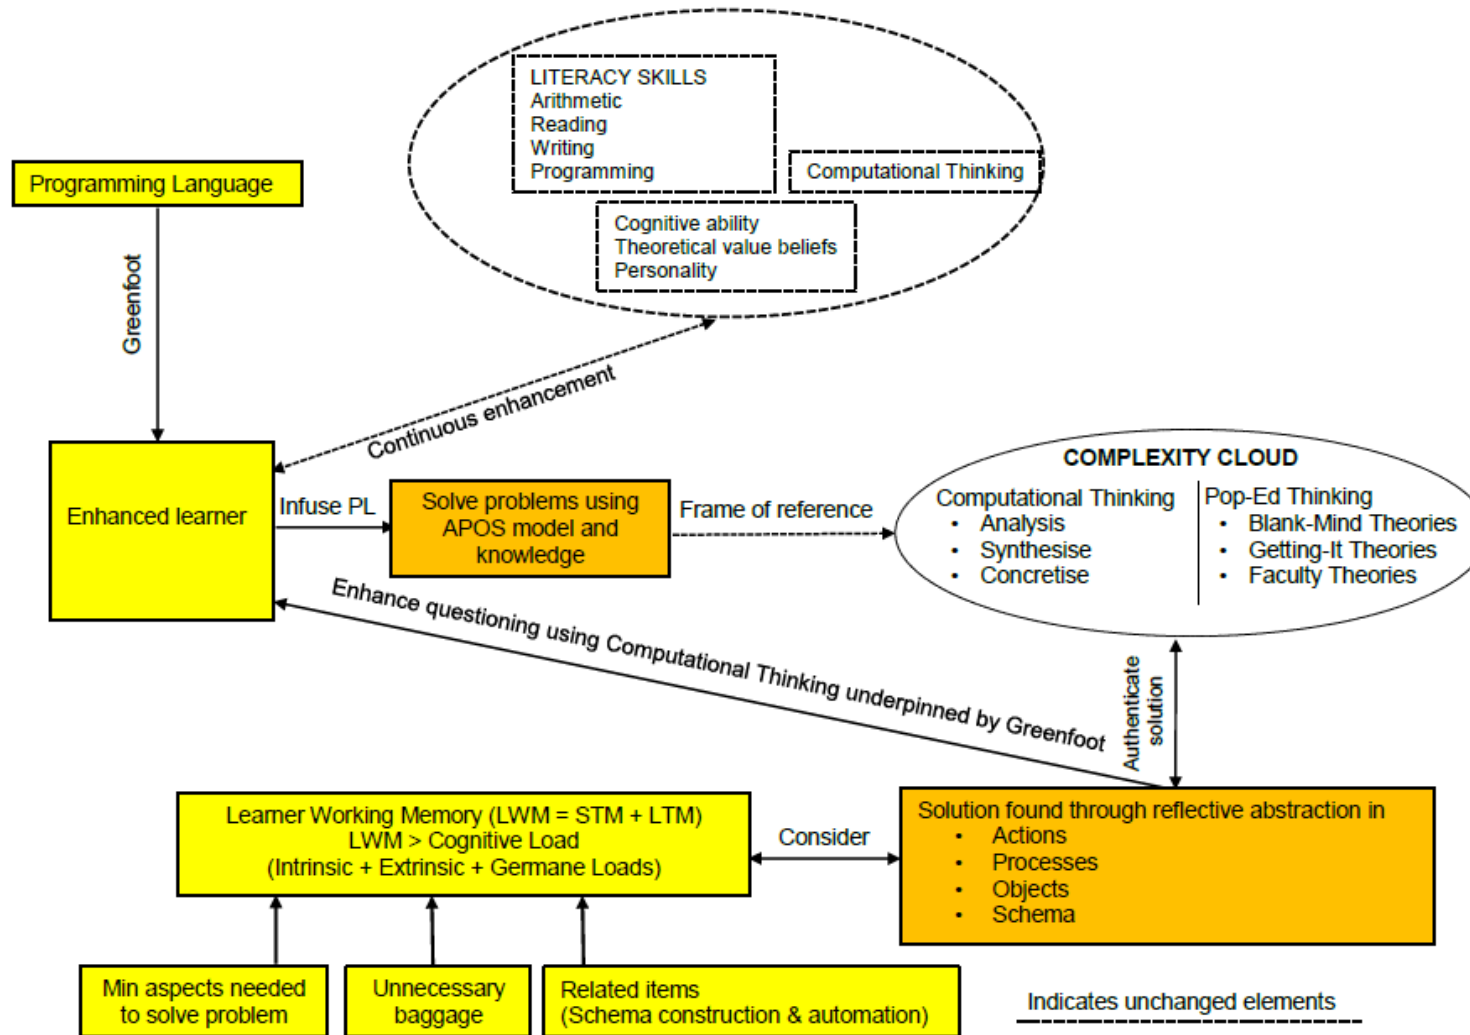 LITERACY SKILLS
Arithmetic
Reading
Writing
Programming
Computational Thinking
Cognitive ability
Theoretical value beliefs
Personality
Programming Language
Greenfoot
Continuous enhancement
Enhanced learner
Infuse PL
Solve problems using
APOS model and
knowledge
Frame of reference
COMPLEXITY CLOUD
Computational Thinking
• Analysis
• Synthesise
• Concretise
Pop-Ed Thinking
• Blank-Mind Theories
• Getting-It Theories
• Faculty Theories
Enhance questioning using Computational Thinking underpinned by Greenfoot
Authenticate
solution
Learner Working Memory (LWM = STM + LTM)
LWM > Cognitive Load
(Intrinsic + Extrinsic + Germane Loads)
Consider
Solution found through reflective abstraction in
• Actions
• Processes
• Objects
• Schema
Min aspects needed
to solve problem
Unnecessary
baggage
Related items
(Schema construction & automation)
Indicates unchanged elements